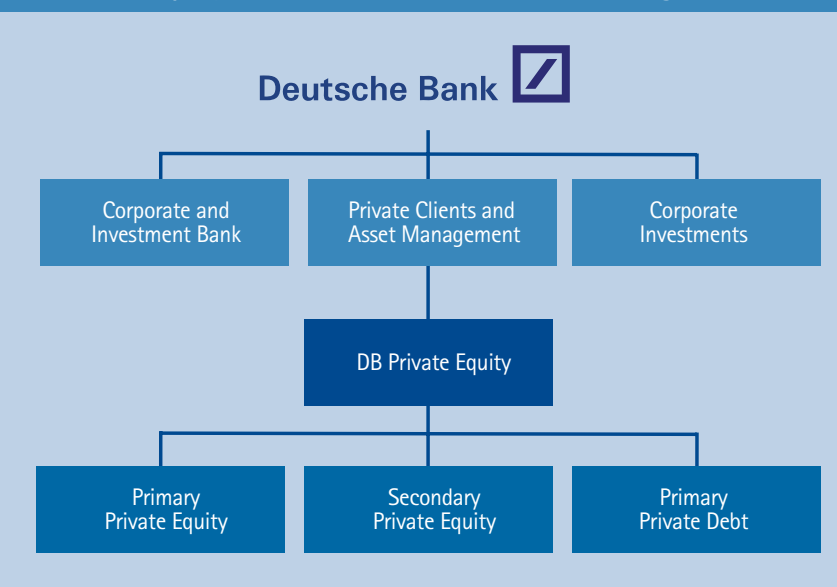 Deutsche Bank
Corporate and
Investment Bank
Private Clients and
Asset Management
Corporate
Investments
DB Private Equity
Primary
Private Equity
Secondary
Private Equity
Primary
Private Debt